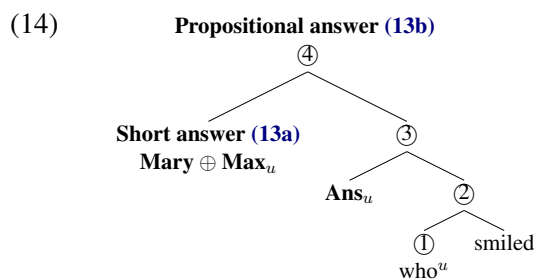 (14) Propositional answer (13b)
④
Short answer (13a) ③
Mary ⊕ Max_u
Ans_u ②
① smiled
who^u